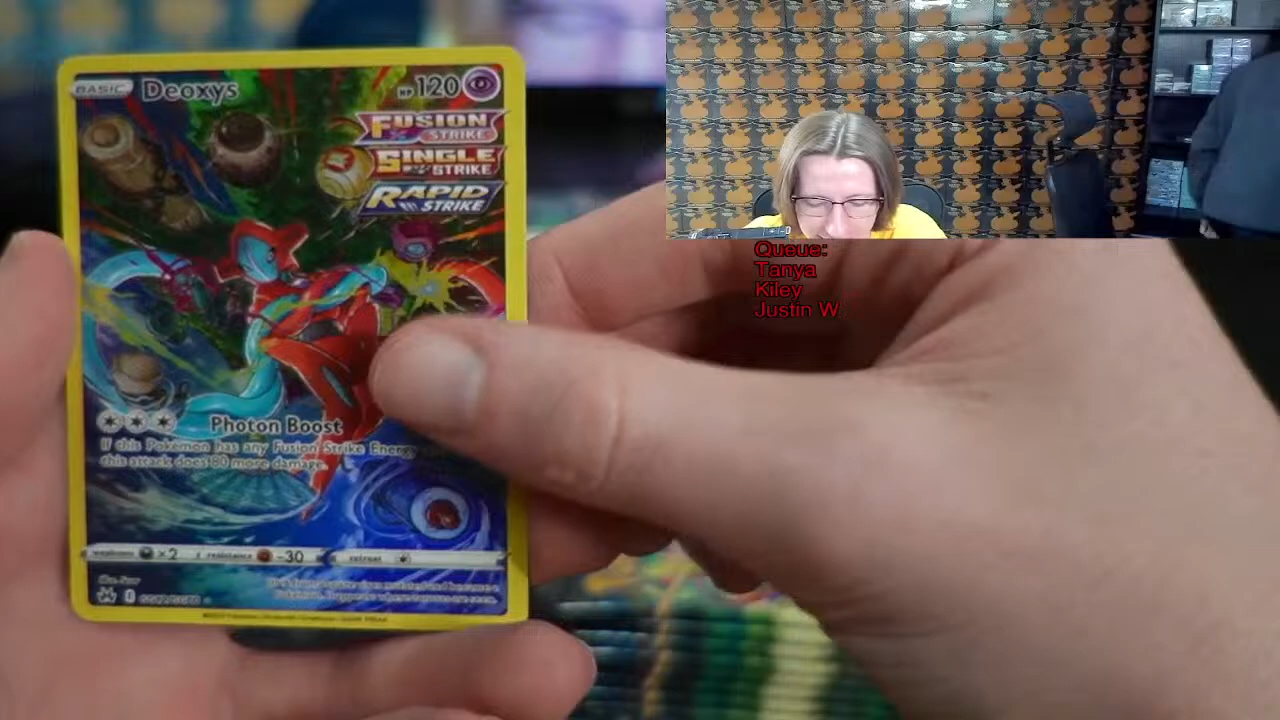 BASIC Deoxys HP 120
FUSION STRIKE
SINGLE STRIKE
RAPID STRIKE
Queue:
Tanya
Kiley
Justin W.
Photon Boost
If this Pokémon has any Fusion Strike Energy
this attack does 80 more damage.
weakness ×2 resistance -30 retreat